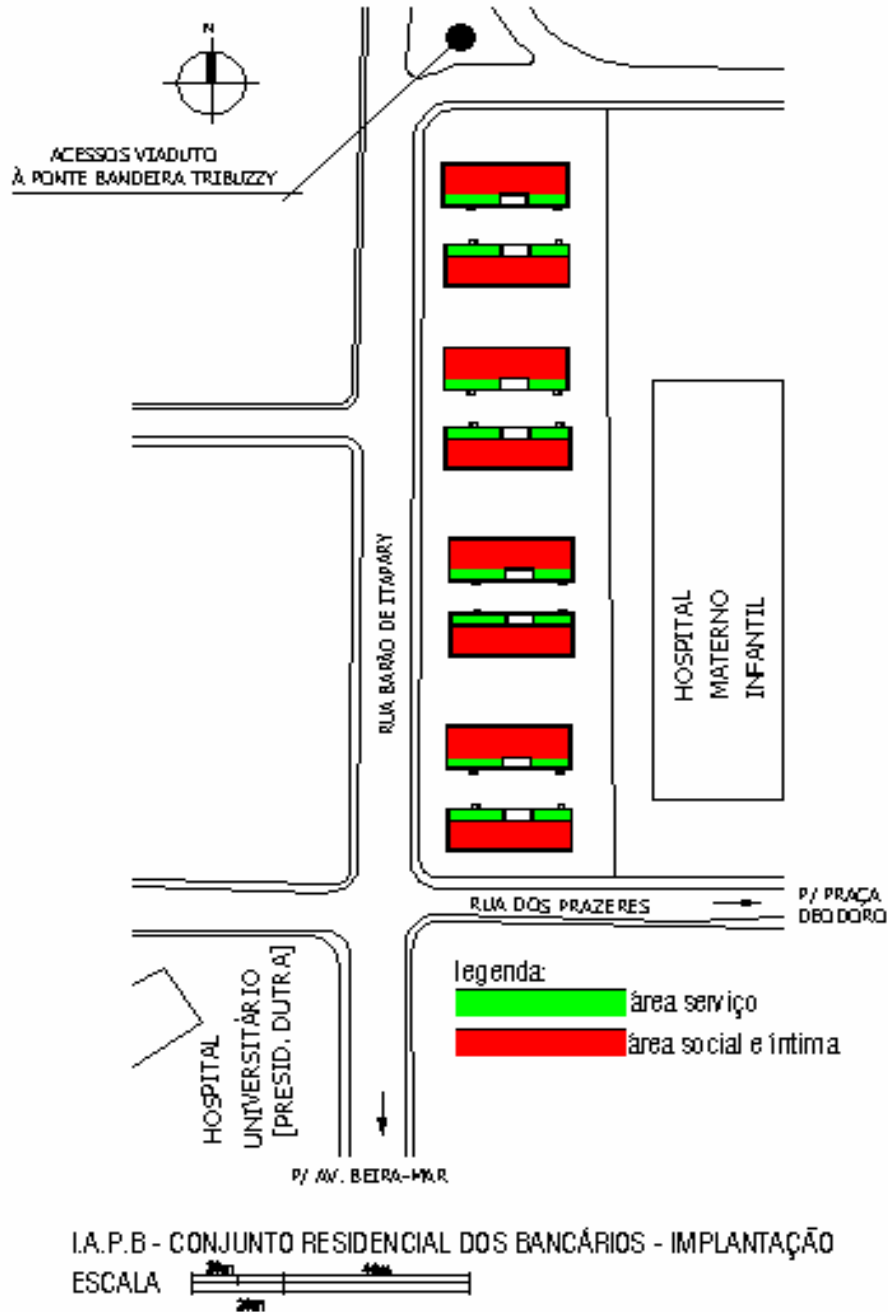 N
ACESSOS VIADUTO
À PONTE BANDEIRA TRIBUZZY
RUA BARÃO DE ITAPARY
HOSPITAL
MATERNO
INFANTIL
RUA DOS PRAZERES
P/ PRAÇA
DEODORO
HOSPITAL
UNIVERSITÁRIO
[PRESID. DUTRA]
legenda:
área serviço
área social e íntima
P/ AV. BEIRA-MAR
I.A.P.B - CONJUNTO RESIDENCIAL DOS BANCÁRIOS - IMPLANTAÇÃO
ESCALA